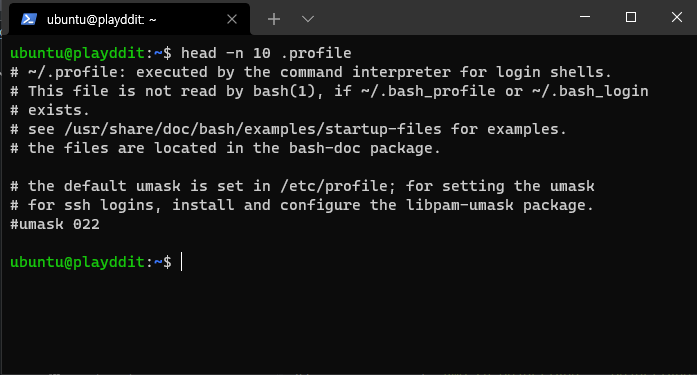 ubuntu@playddit: ~
ubuntu@playddit:~$ head -n 10 .profile
# ~/.profile: executed by the command interpreter for login shells.
# This file is not read by bash(1), if ~/.bash_profile or ~/.bash_login
# exists.
# see /usr/share/doc/bash/examples/startup-files for examples.
# the files are located in the bash-doc package.

# the default umask is set in /etc/profile; for setting the umask
# for ssh logins, install and configure the libpam-umask package.
#umask 022

ubuntu@playddit:~$